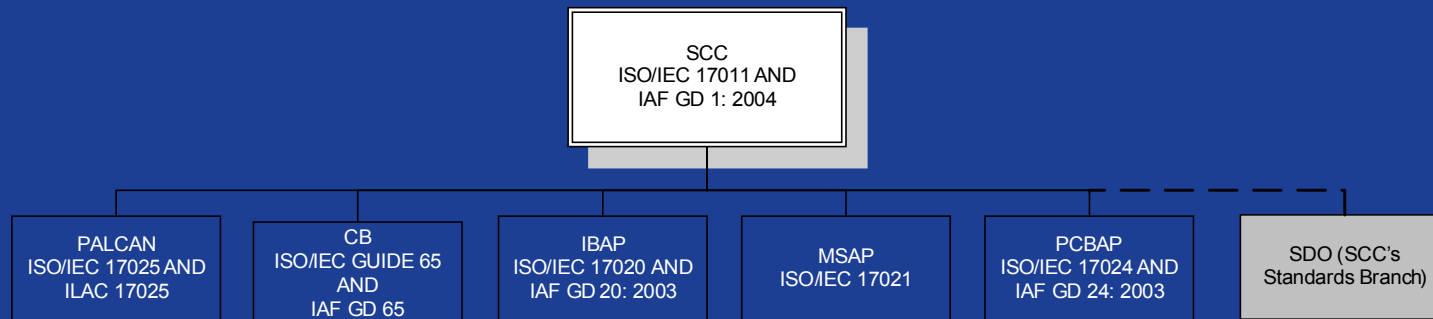 SCC
ISO/IEC 17011 AND
IAF GD 1: 2004
PALCAN
ISO/IEC 17025 AND
ILAC 17025
CB
ISO/IEC GUIDE 65
AND
IAF GD 65
IBAP
ISO/IEC 17020 AND
IAF GD 20: 2003
MSAP
ISO/IEC 17021
PCBAP
ISO/IEC 17024 AND
IAF GD 24: 2003
SDO (SCC's
Standards Branch)